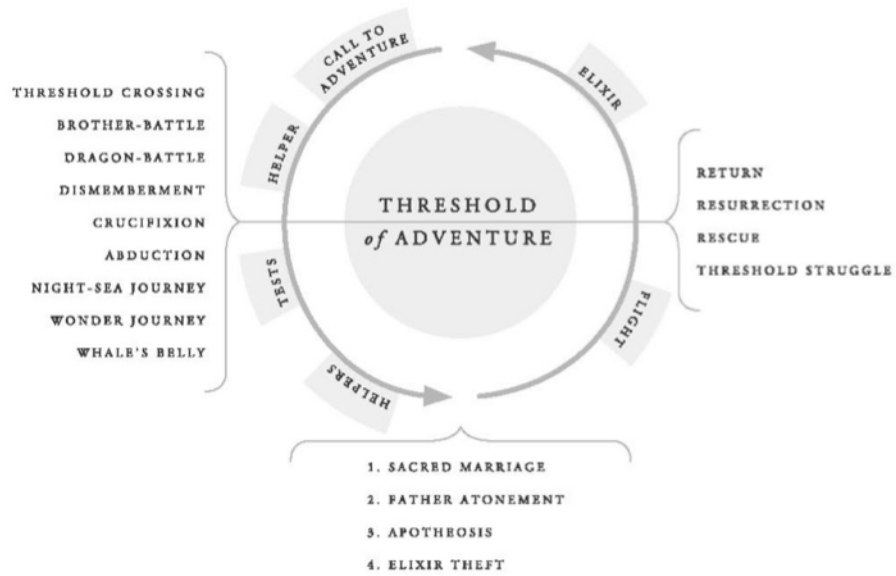 CALL TO
ADVENTURE
HELPER
TESTS
HELPERS
FLIGHT
ELIXIR
THRESHOLD
of ADVENTURE
THRESHOLD CROSSING
BROTHER-BATTLE
DRAGON-BATTLE
DISMEMBERMENT
CRUCIFIXION
ABDUCTION
NIGHT-SEA JOURNEY
WONDER JOURNEY
WHALE'S BELLY
RETURN
RESURRECTION
RESCUE
THRESHOLD STRUGGLE
1. SACRED MARRIAGE
2. FATHER ATONEMENT
3. APOTHEOSIS
4. ELIXIR THEFT